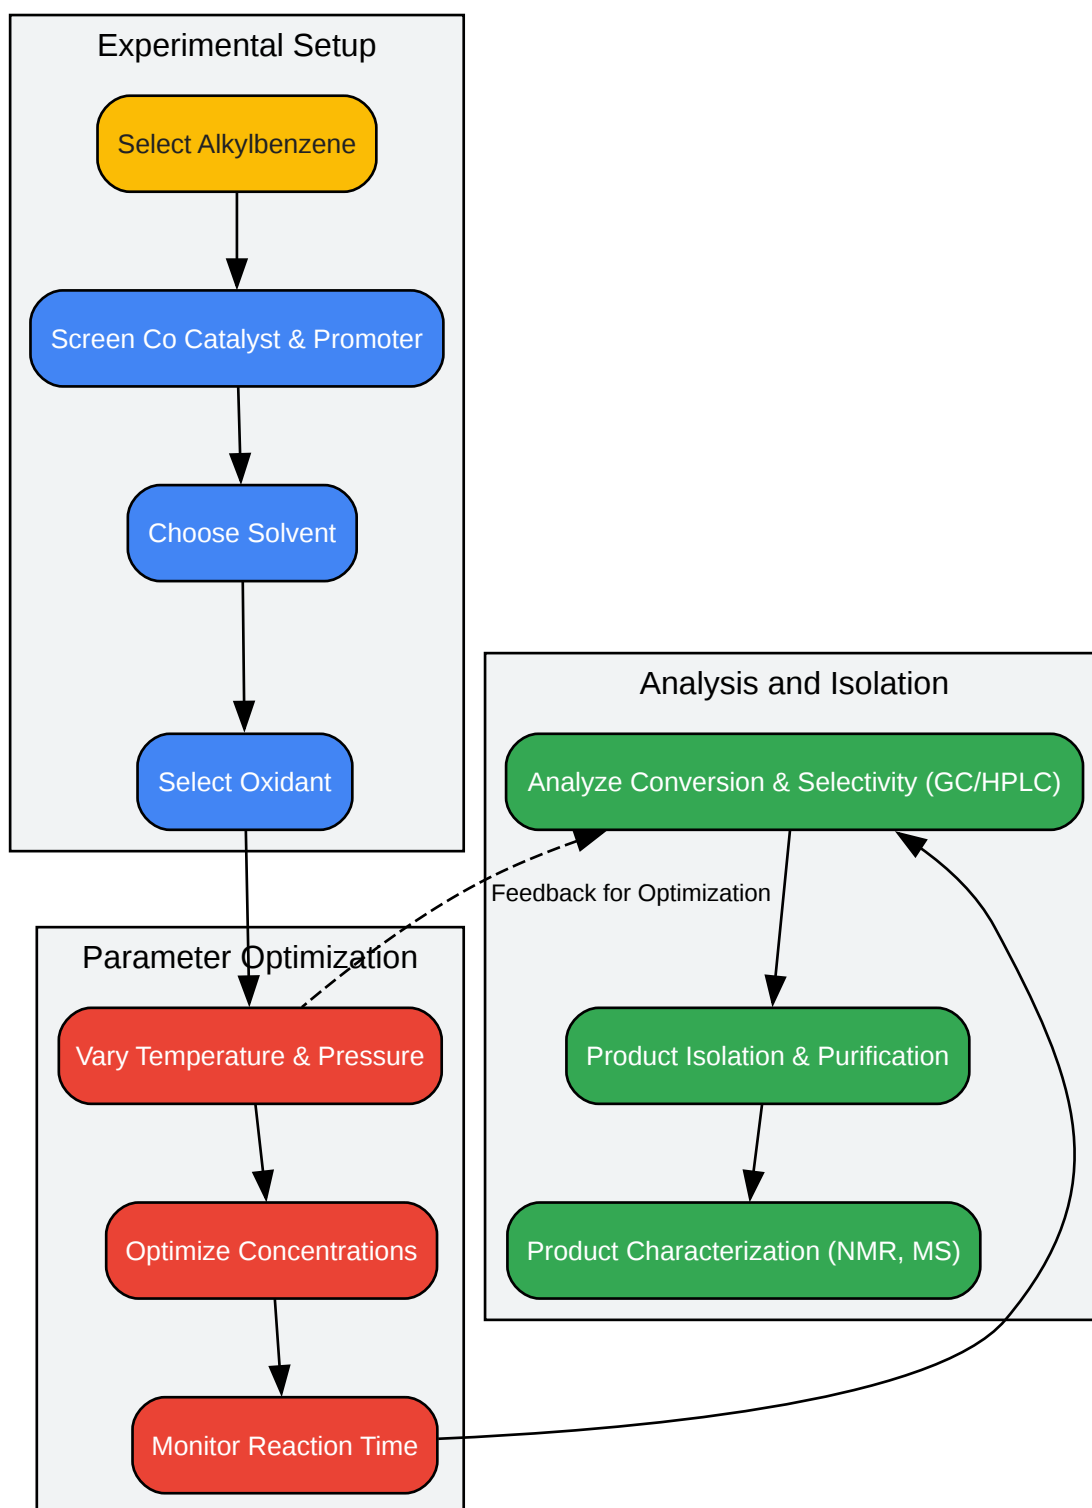 Experimental Setup
Select Alkylbenzene
Screen Co Catalyst & Promoter
Choose Solvent
Select Oxidant
Parameter Optimization
Vary Temperature & Pressure
Optimize Concentrations
Monitor Reaction Time
Analysis and Isolation
Analyze Conversion & Selectivity (GC/HPLC)
Feedback for Optimization
Product Isolation & Purification
Product Characterization (NMR, MS)